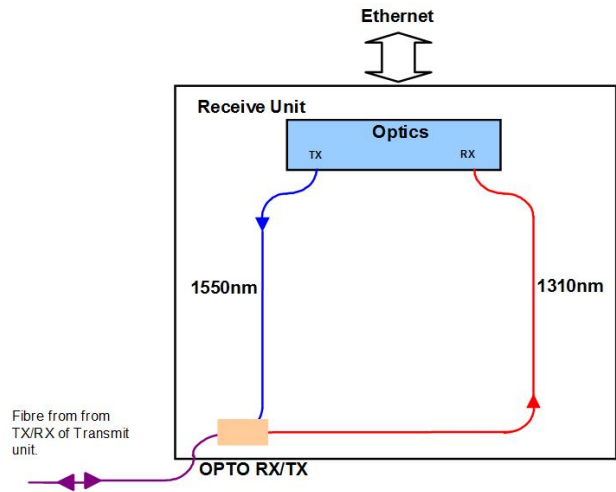 Ethernet
Receive Unit
Optics
TX
RX
1550nm
1310nm
Fibre from from
TX/RX of Transmit
unit.
OPTO RX/TX